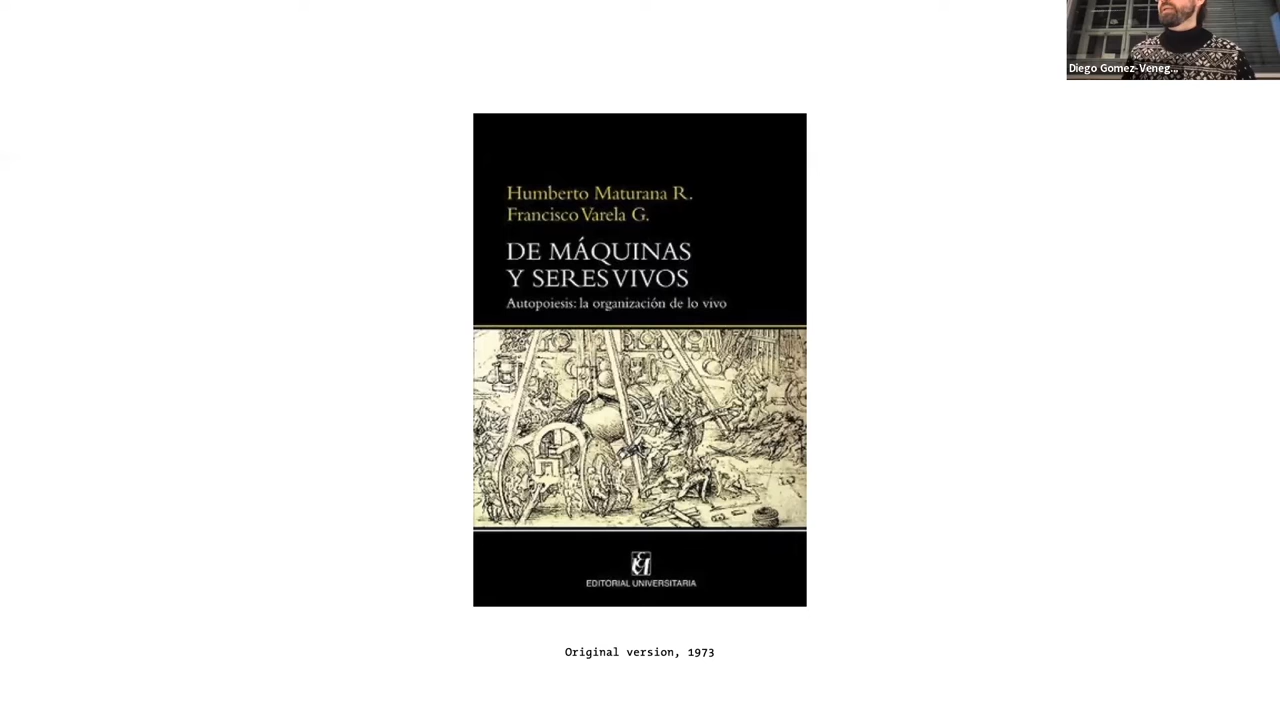 Diego Gomez-Veneg...
Humberto Maturana R.
Francisco Varela G.
DE MÁQUINAS
Y SERES VIVOS
Autopoiesis: la organización de lo vivo
EDITORIAL UNIVERSITARIA
Original version, 1973